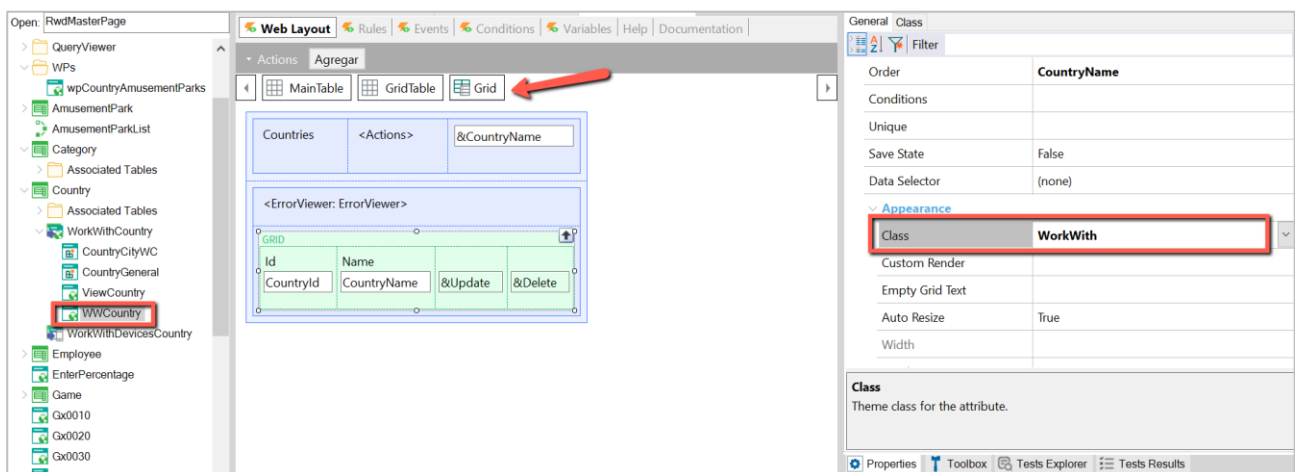 Open: RwdMasterPage
QueryViewer
WPs
wpCountryAmusementParks
AmusementPark
AmusementParkList
Category
Associated Tables
Country
Associated Tables
WorkWithCountry
CountryCityWC
CountryGeneral
ViewCountry
WWCountry
WorkWithDevicesCountry
Employee
EnterPercentage
Game
Gx0010
Gx0020
Gx0030
Web Layout Rules Events Conditions Variables Help Documentation
Actions Agregar
MainTable GridTable Grid
Countries <Actions> &CountryName
<ErrorViewer: ErrorViewer>
GRID
Id Name
CountryId CountryName &Update &Delete
General Class
Filter
Order CountryName
Conditions
Unique
Save State False
Data Selector (none)
Appearance
Class WorkWith
Custom Render
Empty Grid Text
Auto Resize True
Width
Class
Theme class for the attribute.
Properties Toolbox Tests Explorer Tests Results